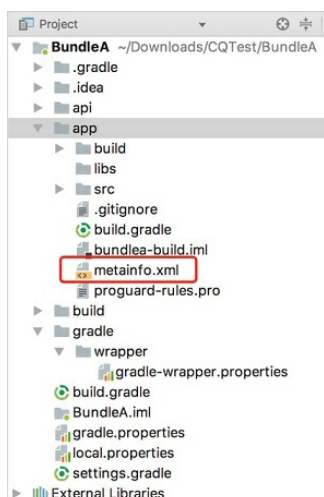 Project
BundleA ~/Downloads/CQTest/BundleA
.gradle
.idea
api
app
build
libs
src
.gitignore
build.gradle
bundlea-build.iml
metainfo.xml
proguard-rules.pro
build
gradle
wrapper
gradle-wrapper.properties
build.gradle
BundleA.iml
gradle.properties
local.properties
settings.gradle
External Libraries